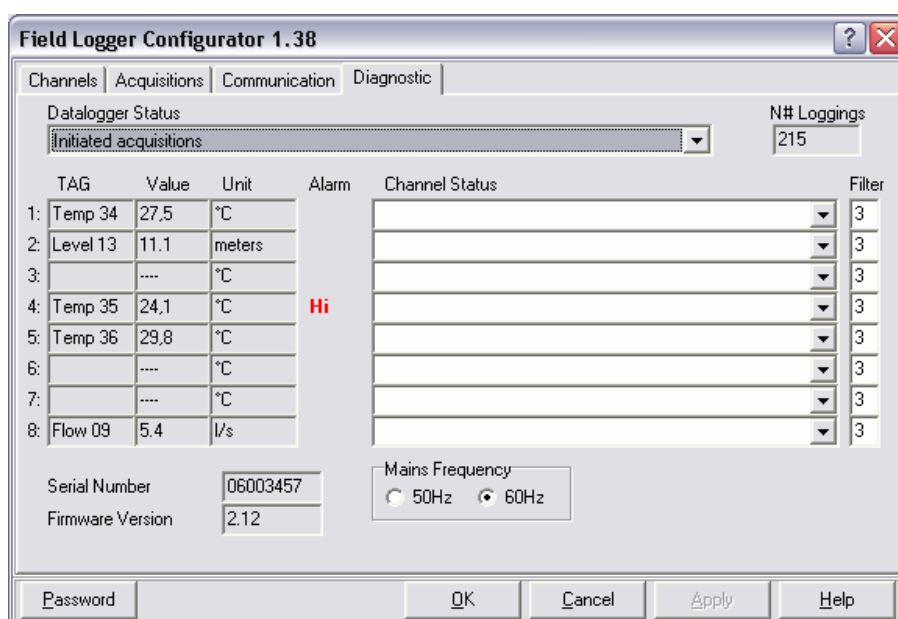 Field Logger Configurator 1.38
Channels Acquisitions Communication Diagnostic
Datalogger Status N# Loggings
Initiated acquisitions 215
TAG Value Unit Alarm Channel Status Filter
1: Temp 34 27,5 °C 3
2: Level 13 11.1 meters 3
3: ---- °C 3
4: Temp 35 24,1 °C Hi 3
5: Temp 36 29,8 °C 3
6: ---- °C 3
7: ---- °C 3
8: Flow 09 5.4 l/s 3
Serial Number 06003457
Firmware Version 2.12
Mains Frequency
50Hz 60Hz
Password OK Cancel Apply Help